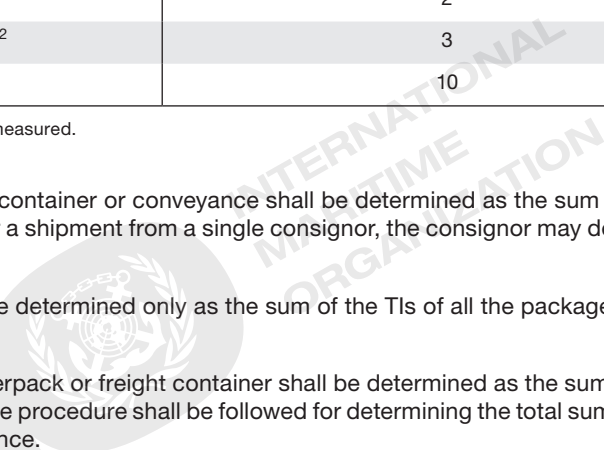 2
2
3
10
measured.
container or conveyance shall be determined as the sum
a shipment from a single consignor, the consignor may de
e determined only as the sum of the TIs of all the package
erpack or freight container shall be determined as the sum
e procedure shall be followed for determining the total sum
nce.
INTERNATIONAL
MARITIME
ORGANIZATION